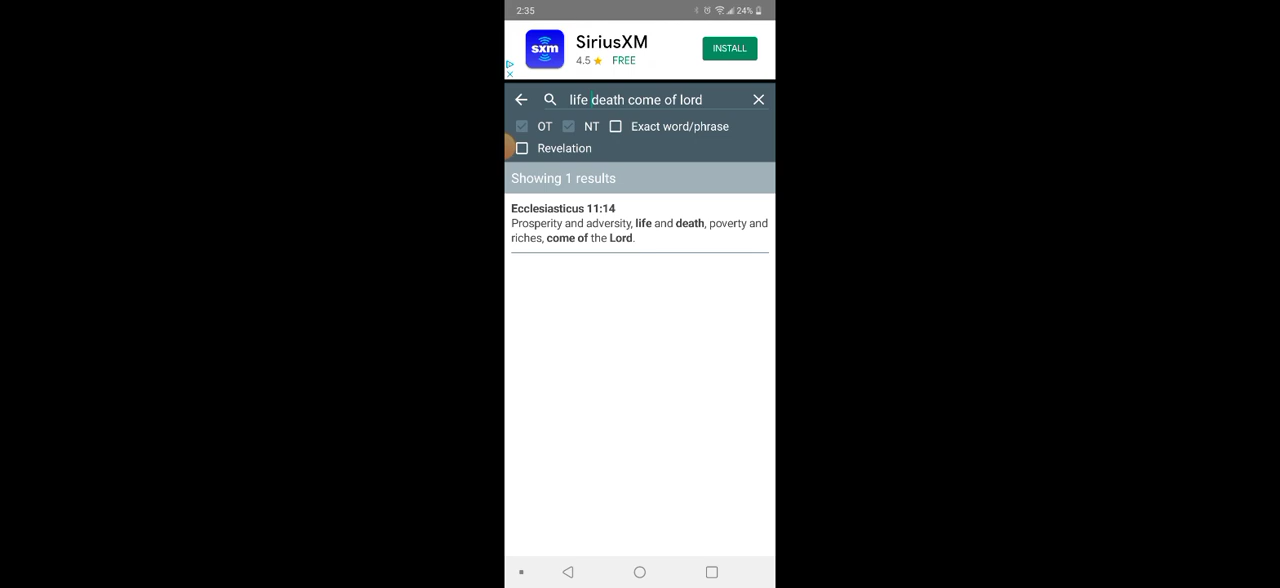 2:35 24%
SiriusXM
sxm
INSTALL
4.5 ★ FREE
life death come of lord
OT NT Exact word/phrase
Revelation
Showing 1 results
Ecclesiasticus 11:14
Prosperity and adversity, life and death, poverty and
riches, come of the Lord.